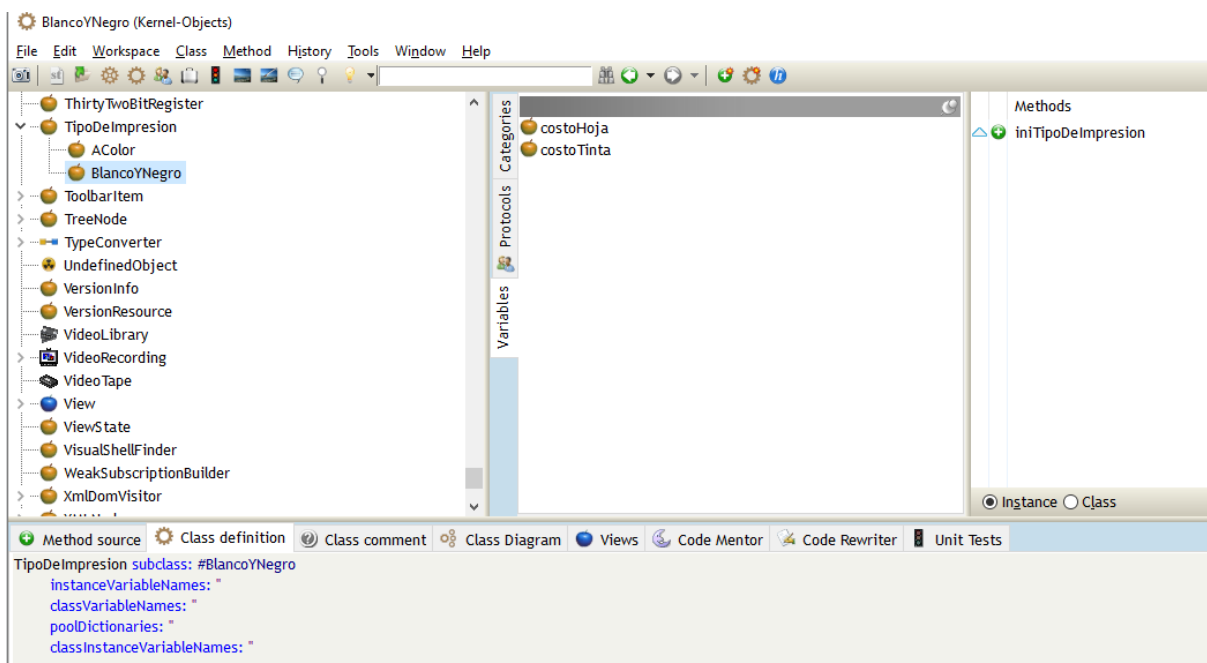 BlancoYNegro (Kernel-Objects)
File Edit Workspace Class Method History Tools Window Help
ThirtyTwoBitRegister
TipoDeImpresion
AColor
BlancoYNegro
ToolbarItem
TreeNode
TypeConverter
UndefinedObject
VersionInfo
VersionResource
VideoLibrary
VideoRecording
VideoTape
View
ViewState
VisualShellFinder
WeakSubscriptionBuilder
XmlDomVisitor
Categories
Protocols
Variables
costoHoja
costoTinta
Methods
iniTipoDeImpresion
Instance Class
Method source Class definition Class comment Class Diagram Views Code Mentor Code Rewriter Unit Tests
TipoDeImpresion subclass: #BlancoYNegro
instanceVariableNames: ''
classVariableNames: ''
poolDictionaries: ''
classInstanceVariableNames: ''